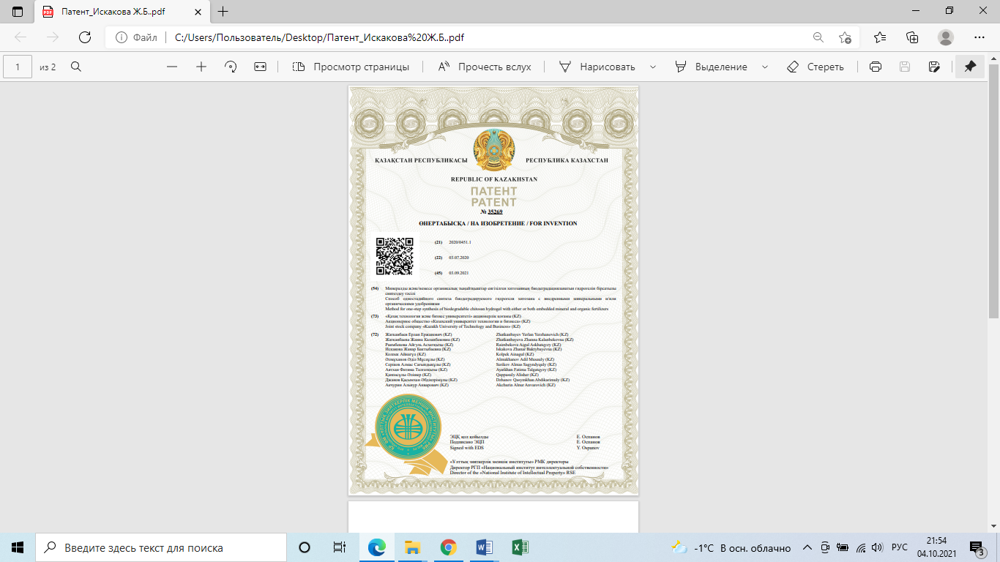 Патент_Искакова Ж.Б..pdf
Файл
C:/Users/Пользователь/Desktop/Патент_Искакова%20Ж.Б..pdf
1 из 2
Просмотр страницы
Прочесть вслух
Нарисовать
Выделение
Стереть
ҚАЗАҚСТАН РЕСПУБЛИКАСЫ РЕСПУБЛИКА КАЗАХСТАН
REPUBLIC OF KAZAKHSTAN
ПАТЕНТ
PATENT
№ 35269
ӨНЕРТАБЫСҚА / НА ИЗОБРЕТЕНИЕ / FOR INVENTION
(21) 2020/0451.1
(22) 03.07.2020
(45) 03.09.2021
(54) Минералды және/немесе органикалық тыңайтқыштар енгізілген хитозанның биодеградацияланатын гидрогелін бірсатылы
синтездеу тәсілі
Способ одностадийного синтеза биодеградируемого гидрогеля хитозана с внедренными минеральными и/или
органическими удобрениями
Method for one-step synthesis of biodegradable chitosan hydrogel with either or both embedded mineral and organic fertilizers
(73) «Қазақ технология және бизнес университеті» акционерлік қоғамы (KZ)
Акционерное общество «Казахский университет технологии и бизнеса» (KZ)
Joint stock company «Kazakh University of Technology and Business» (KZ)
(72) Жатканбаев Ерлан Ержанович (KZ) Zhatkanbayev Yerlan Yerzhanovich (KZ)
Жатканбаева Жанна Каланбековна (KZ) Zhatkanbayeva Zhanna Kalanbekovna (KZ)
Раимбекова Айгуль Асхатқызы (KZ) Raimbekova Aigul Askhatqyzy (KZ)
Искакова Жанар Бактыбаевна (KZ) Iskakova Zhanar Baktybayevna (KZ)
Колпек Айнагүл (KZ) Kolpek Ainagul (KZ)
Әлмұханов Әділ Мұсаұлы (KZ) Almukhanov Adil Musauly (KZ)
Серіков Алмас Сағындықұлы (KZ) Serikov Almas Sagyndyquly (KZ)
Аятхан Фатима Талғатқызы (KZ) Ayatkhan Fatima Talgatqyzy (KZ)
Қаппасұлы Әлішер (KZ) Qappasuly Alisher (KZ)
Джанов Қасымхан Әбдікәрімұлы (KZ) Dzhanov Qasymkhan Abdikarimuly (KZ)
Акчурин Альнур Анварович (KZ) Akchurin Alnur Anvarovich (KZ)
ЭЦҚ қол қойылды Е. Оспанов
Подписано ЭЦП Е. Оспанов
Signed with EDS Y. Ospanov
«Ұлттық зияткерлік меншік институты» РМК директоры
Директор РГП «Национальный институт интеллектуальной собственности»
Director of the «National Institute of Intellectual Property» RSE
Введите здесь текст для поиска
-1°C В осн. облачно
РУС
21:54
04.10.2021
3